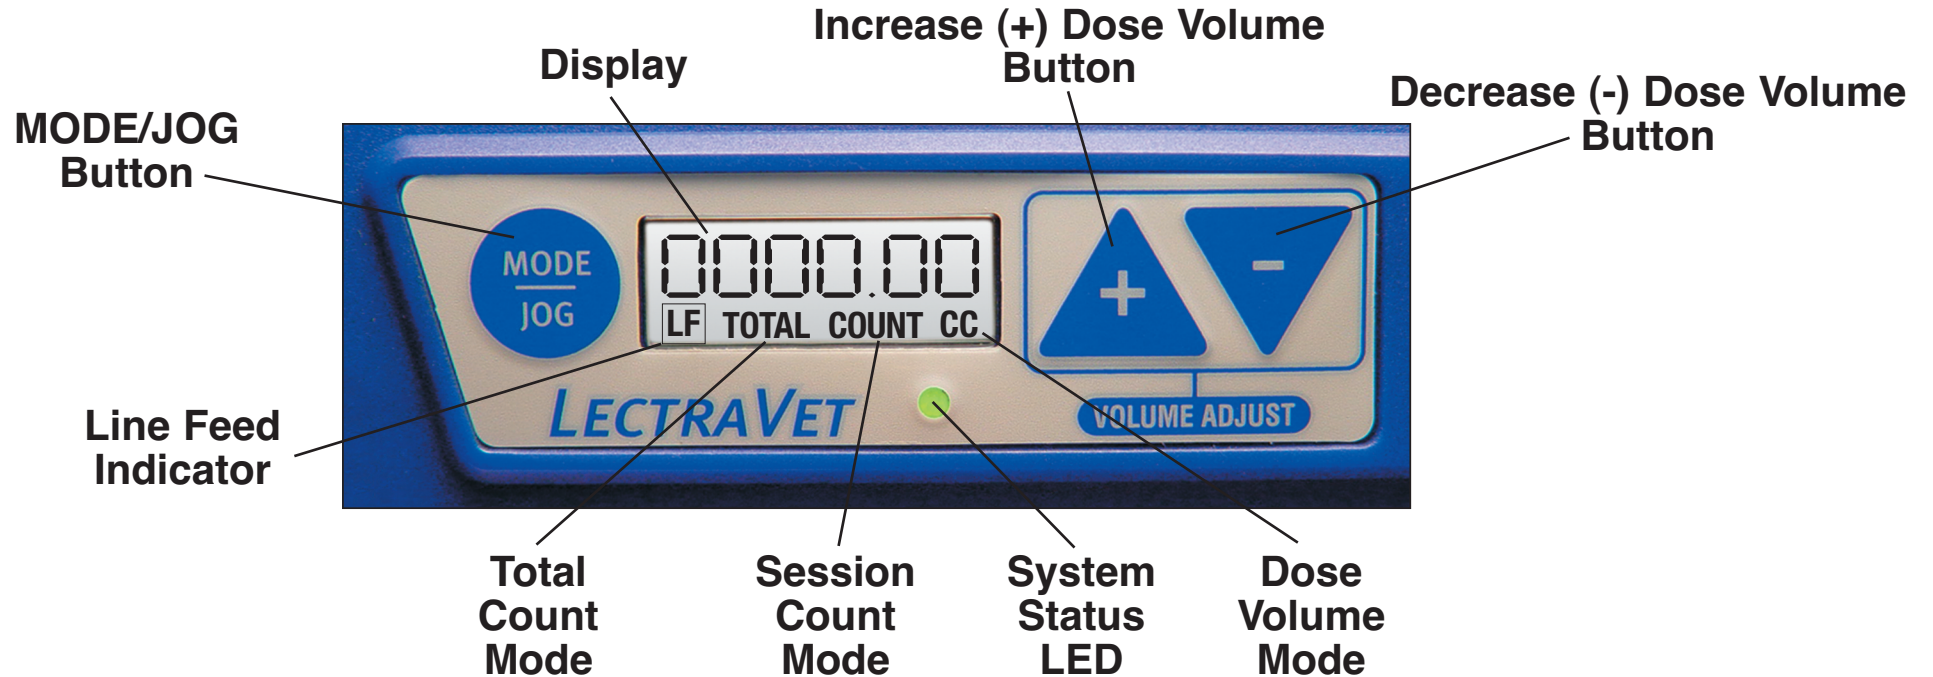 Increase (+) Dose Volume
Button
Display
Decrease (-) Dose Volume
Button
MODE/JOG
Button
MODE
JOG
0000.00
LF TOTAL COUNT CC
+
-
LECTRAVET
VOLUME ADJUST
Line Feed
Indicator
Total
Count
Mode
Session
Count
Mode
System
Status
LED
Dose
Volume
Mode